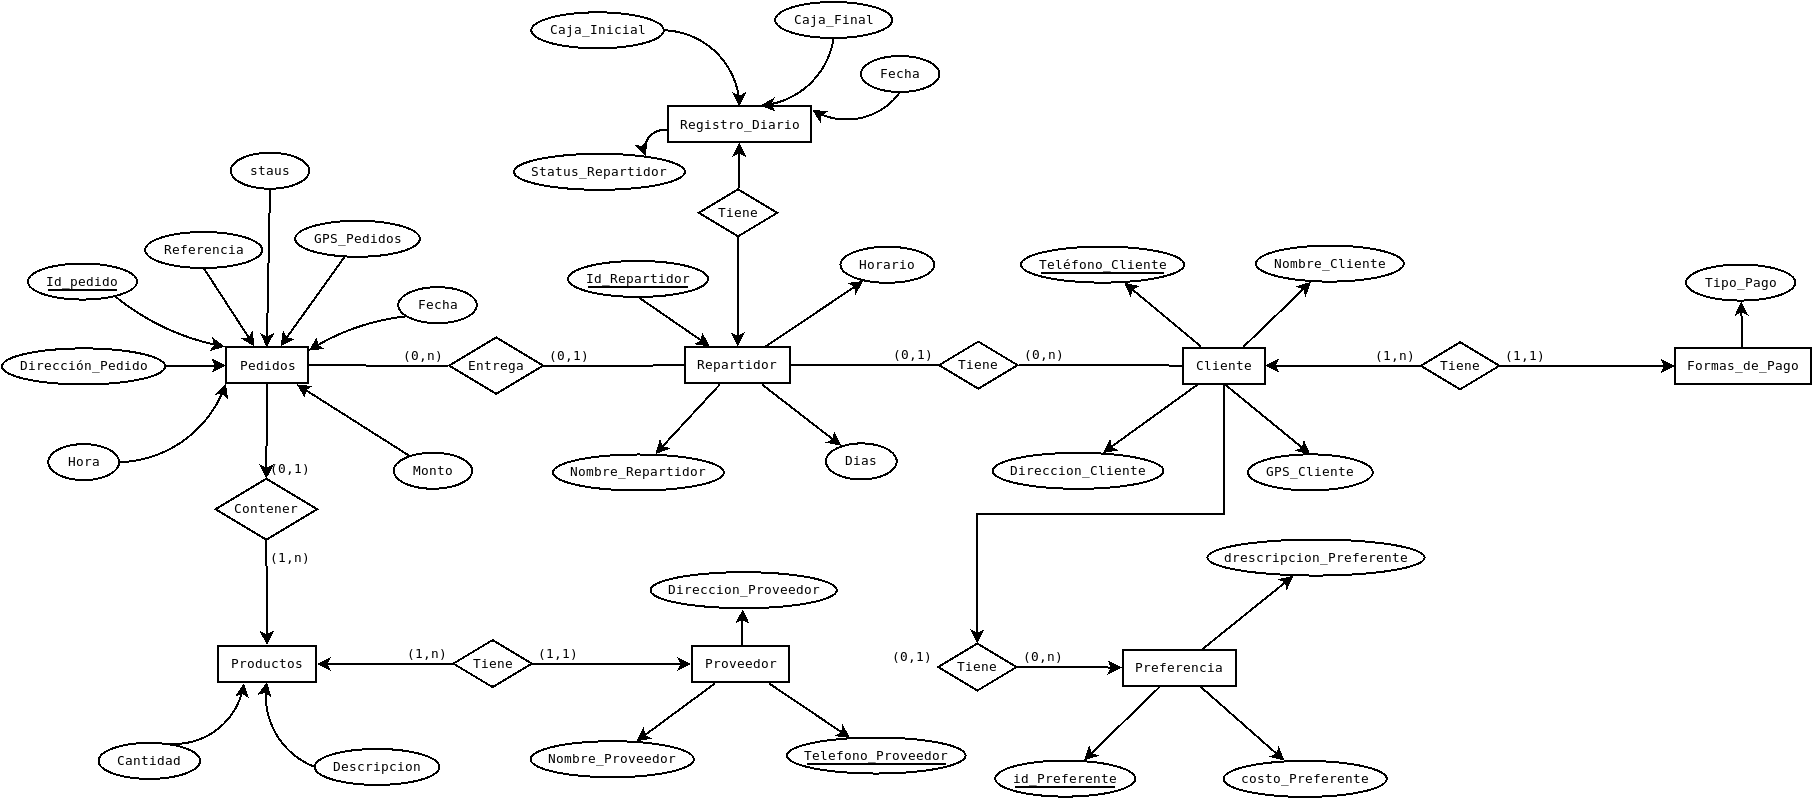 Caja_Inicial
Caja_Final
Fecha
Registro_Diario
Status_Repartidor
staus
Tiene
Referencia
GPS_Pedidos
Id_pedido
Fecha
Id_Repartidor
Horario
Teléfono_Cliente
Nombre_Cliente
Tipo_Pago
Dirección_Pedido
Pedidos
(0,n)
Entrega
(0,1)
Repartidor
(0,1)
Tiene
(0,n)
Cliente
(1,n)
Tiene
(1,1)
Formas_de_Pago
Hora
(0,1)
Monto
Nombre_Repartidor
Dias
Direccion_Cliente
GPS_Cliente
Contener
(1,n)
drescripcion_Preferente
Direccion_Proveedor
Productos
(1,n)
Tiene
(1,1)
Proveedor
(0,1)
Tiene
(0,n)
Preferencia
Cantidad
Descripcion
Nombre_Proveedor
Telefono_Proveedor
id_Preferente
costo_Preferente